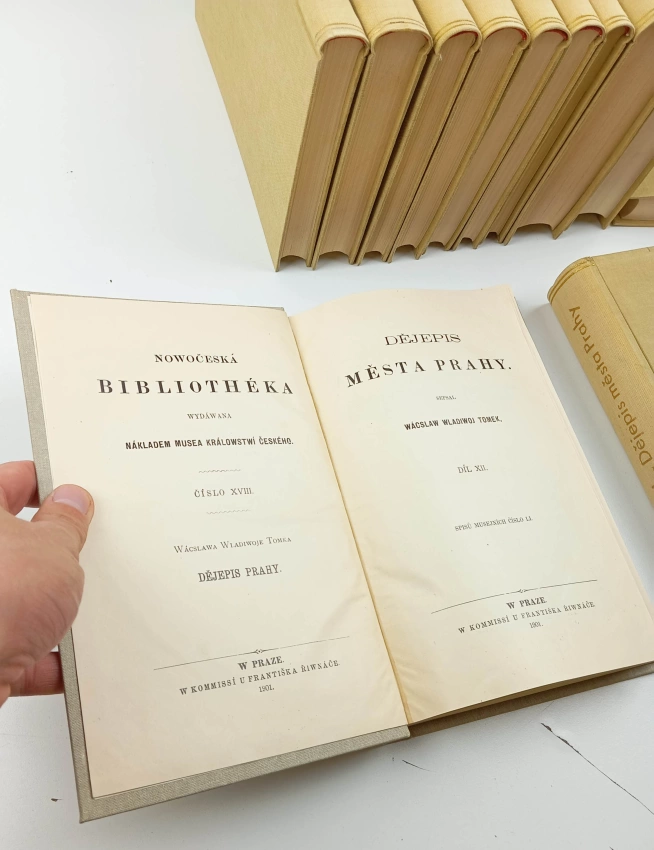 NOWOČESKÁ
BIBLIOTHÉKA
WYDÁWANA
NÁKLADEM MUSEA KRÁLOWSTWÍ ČESKÉHO.
ČÍSLO XVIII.
WÁCSLAWA WLADIWOJE TOMKA
DĚJEPIS PRAHY.
W PRAZE.
W KOMMISSÍ U FRANTIŠKA ŘIWNÁČE.
1901.
DĚJEPIS
MĚSTA PRAHY.
SEPSAL
WÁCSLAW WLADIWOJ TOMEK.
DÍL XII.
SPISŮ MUSEJNÍCH ČÍSLO LI.
W PRAZE.
W KOMMISSÍ U FRANTIŠKA ŘIWNÁČE.
1901.
Dějepis města Prahy